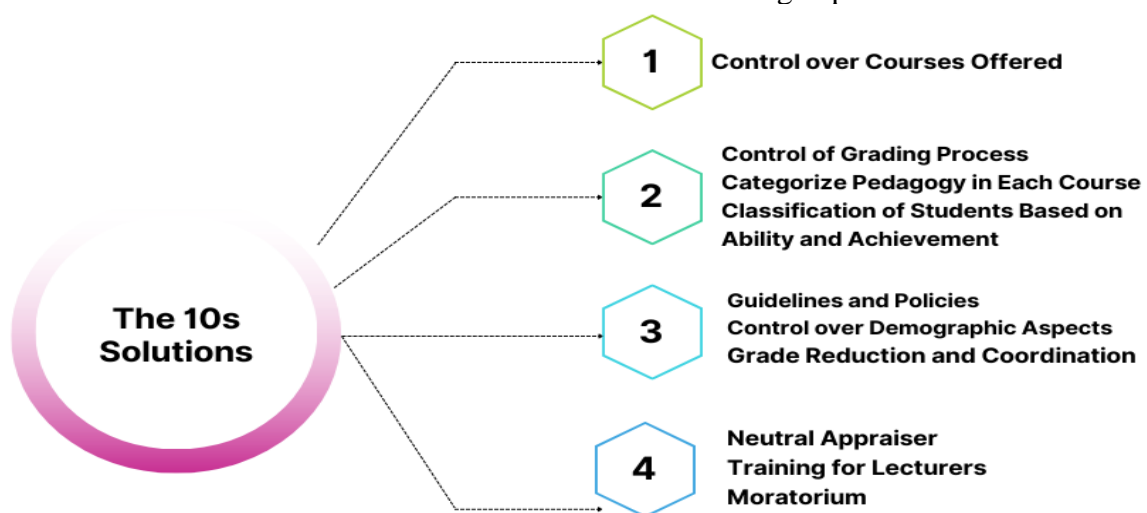 The 10s
Solutions
1
Control over Courses Offered
2
Control of Grading Process
Categorize Pedagogy in Each Course
Classification of Students Based on
Ability and Achievement
3
Guidelines and Policies
Control over Demographic Aspects
Grade Reduction and Coordination
4
Neutral Appraiser
Training for Lecturers
Moratorium